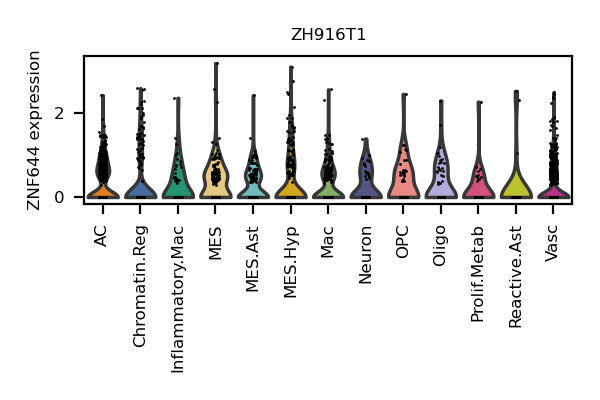 ZH916T1
ZNF644 expression
2
0
AC
Chromatin.Reg
Inflammatory.Mac
MES
MES.Ast
MES.Hyp
Mac
Neuron
OPC
Oligo
Prolif.Metab
Reactive.Ast
Vasc